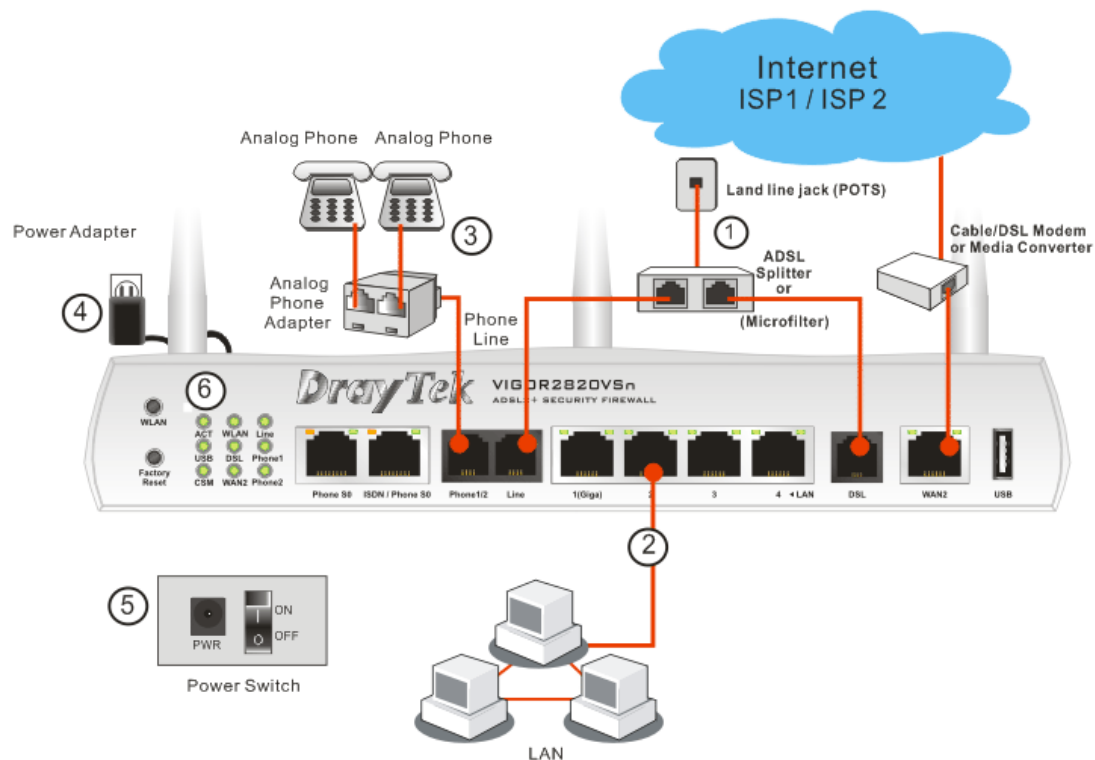 Internet
ISP1 / ISP 2
Analog Phone
Analog Phone
Land line jack (POTS)
Power Adapter
3
1
Cable/DSL Modem
or Media Converter
ADSL
Splitter
or
(Microfilter)
Analog
Phone
Adapter
4
Phone
Line
6
DrayTek
VIGOR2820VSn
ADSL2+ SECURITY FIREWALL
WLAN
ACT WLAN Line
USB DSL Phone1
CSM WAN2 Phone2
Factory
Reset
Phone S0
ISDN / Phone S0
Phone1/2
Line
1(Giga)
2
3
4 ◄LAN
DSL
WAN2
USB
2
5
PWR
I
ON
O
OFF
Power Switch
LAN